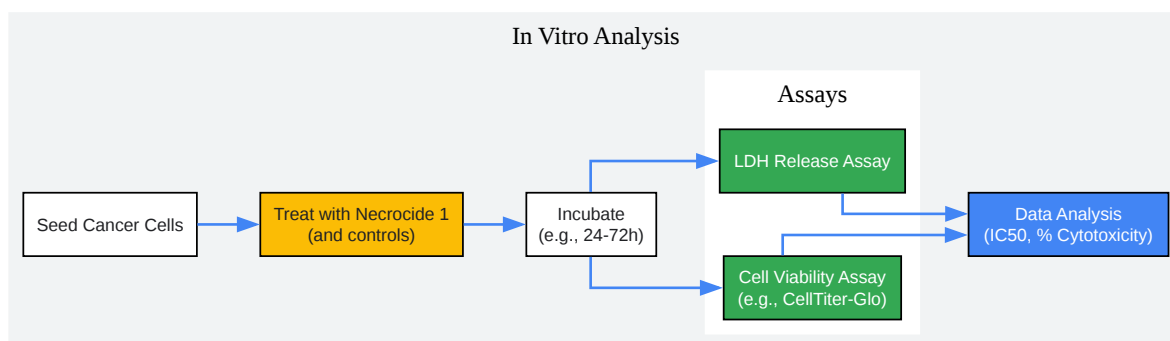 In Vitro Analysis
Assays
LDH Release Assay
Seed Cancer Cells
Treat with Necrocide 1
(and controls)
Incubate
(e.g., 24-72h)
Data Analysis
(IC50, % Cytotoxicity)
Cell Viability Assay
(e.g., CellTiter-Glo)